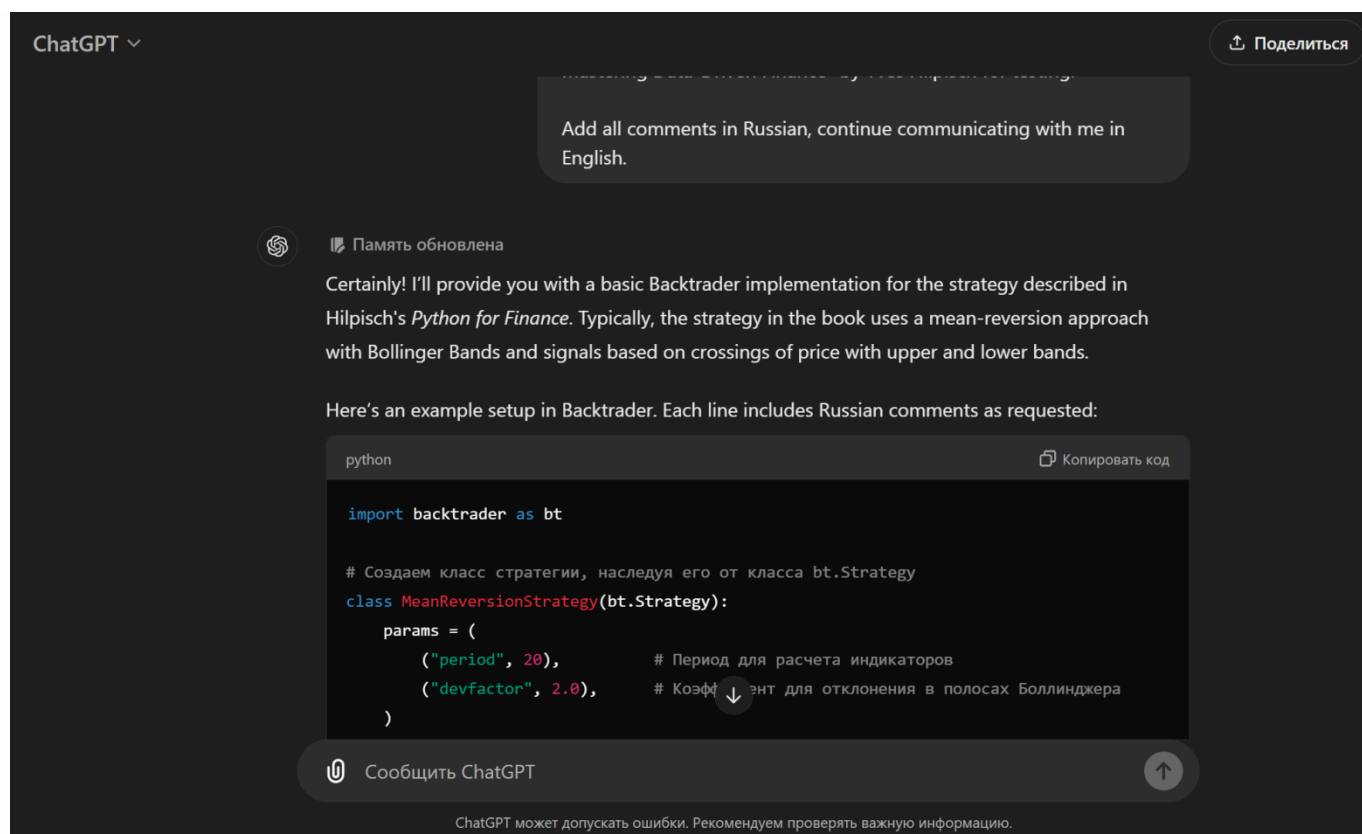 ChatGPT
Поделиться
Add all comments in Russian, continue communicating with me in
English.
Память обновлена
Certainly! I'll provide you with a basic Backtrader implementation for the strategy described in
Hilpisch's Python for Finance. Typically, the strategy in the book uses a mean-reversion approach
with Bollinger Bands and signals based on crossings of price with upper and lower bands.
Here's an example setup in Backtrader. Each line includes Russian comments as requested:
python
Копировать код
import backtrader as bt
# Создаем класс стратегии, наследуя его от класса bt.Strategy
class MeanReversionStrategy(bt.Strategy):
params = (
("period", 20), # Период для расчета индикаторов
("devfactor", 2.0), # для отклонения в полосах Боллинджера
)
Сообщить ChatGPT
ChatGPT может допускать ошибки. Рекомендуем проверять важную информацию.